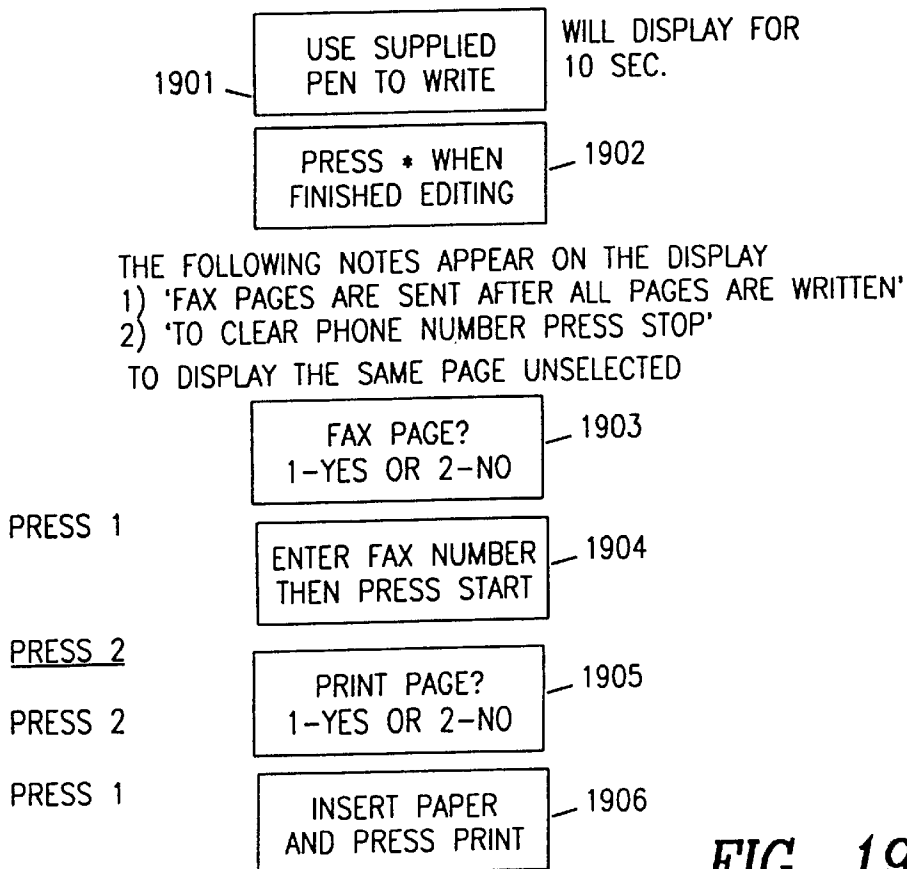 USE SUPPLIED
PEN TO WRITE
WILL DISPLAY FOR
10 SEC.
1901
PRESS * WHEN
FINISHED EDITING
1902
THE FOLLOWING NOTES APPEAR ON THE DISPLAY
1) 'FAX PAGES ARE SENT AFTER ALL PAGES ARE WRITTEN'
2) 'TO CLEAR PHONE NUMBER PRESS STOP'
TO DISPLAY THE SAME PAGE UNSELECTED
FAX PAGE?
1-YES OR 2-NO
1903
PRESS 1
ENTER FAX NUMBER
THEN PRESS START
1904
PRESS 2
PRINT PAGE?
1-YES OR 2-NO
1905
PRESS 2
PRESS 1
INSERT PAPER
AND PRESS PRINT
1906
FIG. 19